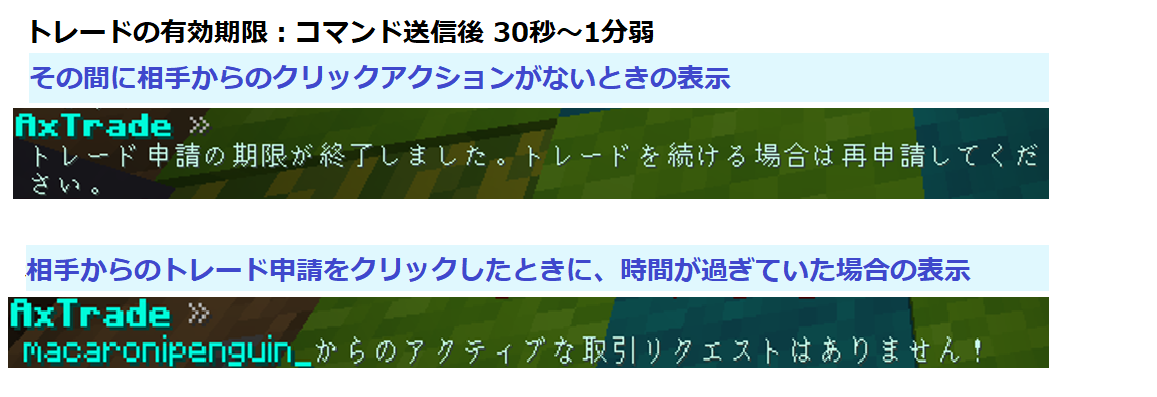 トレードの有効期限：コマンド送信後 30秒～1分弱
その間に相手からのクリックアクションがないときの表示
AxTrade »
トレード申請の期限が終了しました。トレードを続ける場合は再申請してくだ
さい。
相手からのトレード申請をクリックしたときに、時間が過ぎていた場合の表示
AxTrade »
macaronipenguin_からのアクティブな取引リクエストはありません！